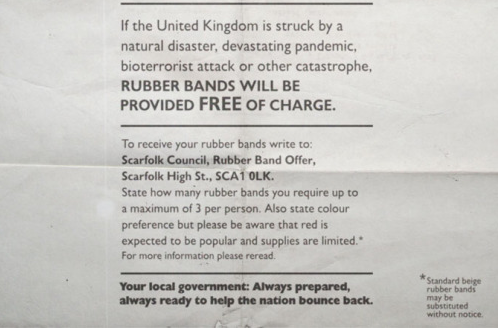 If the United Kingdom is struck by a
natural disaster, devastating pandemic,
bioterrorist attack or other catastrophe,
RUBBER BANDS WILL BE
PROVIDED FREE OF CHARGE.
To receive your rubber bands write to:
Scarfolk Council, Rubber Band Offer,
Scarfolk High St., SCA1 0LK.
State how many rubber bands you require up to
a maximum of 3 per person. Also state colour
preference but please be aware that red is
expected to be popular and supplies are limited.*
For more information please reread.
Your local government: Always prepared,
always ready to help the nation bounce back.
*Standard beige
rubber bands
may be
substituted
without notice.